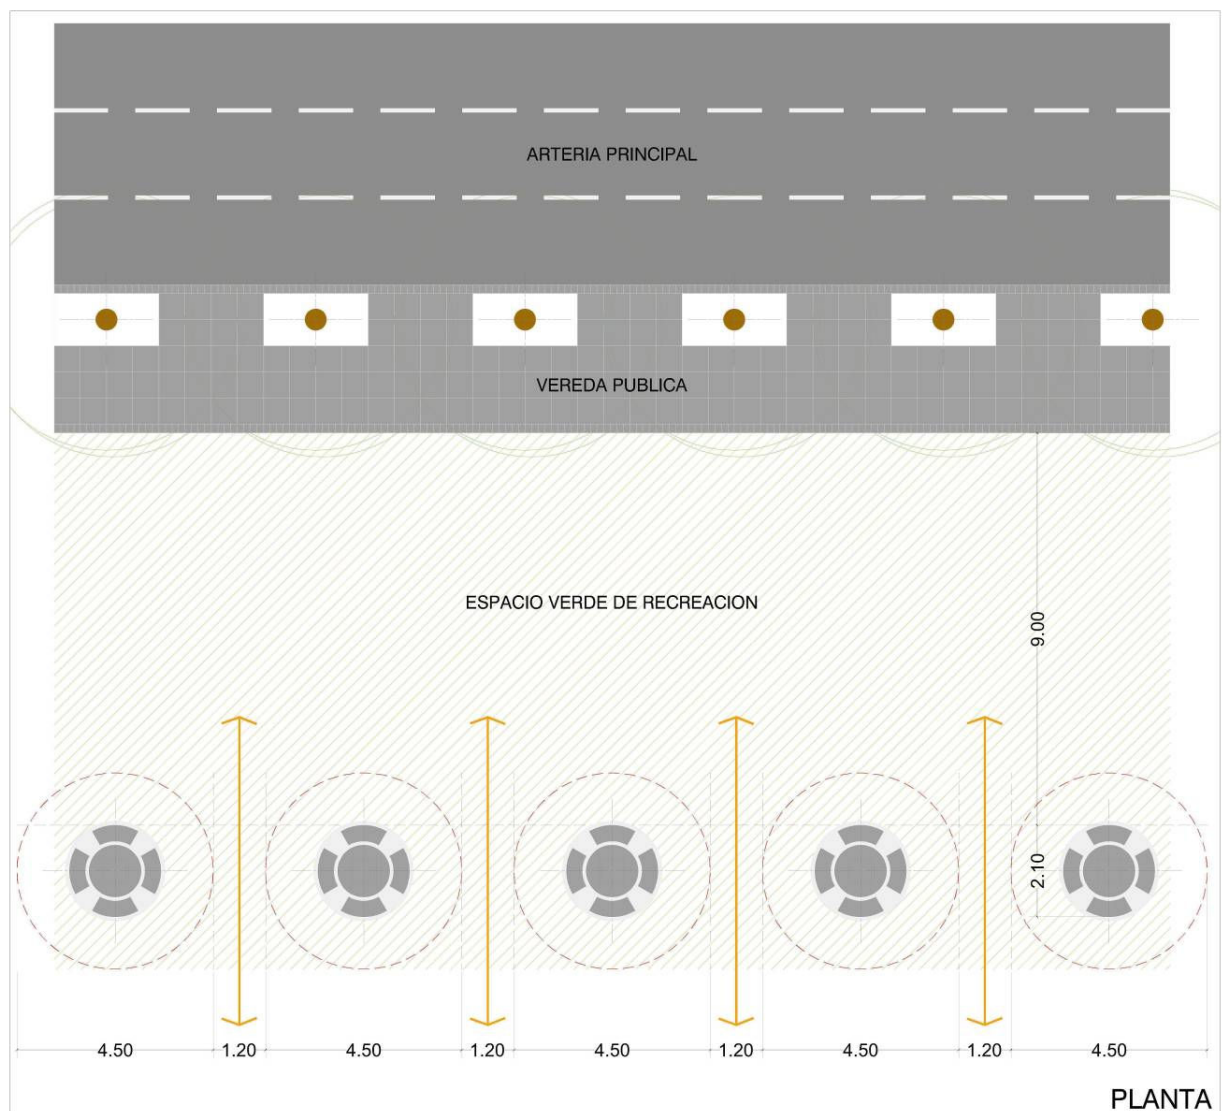 ARTERIA PRINCIPAL
VEREDA PUBLICA
ESPACIO VERDE DE RECREACION
9.00
2.10
4.50 1.20 4.50 1.20 4.50 1.20 4.50 1.20 4.50
PLANTA